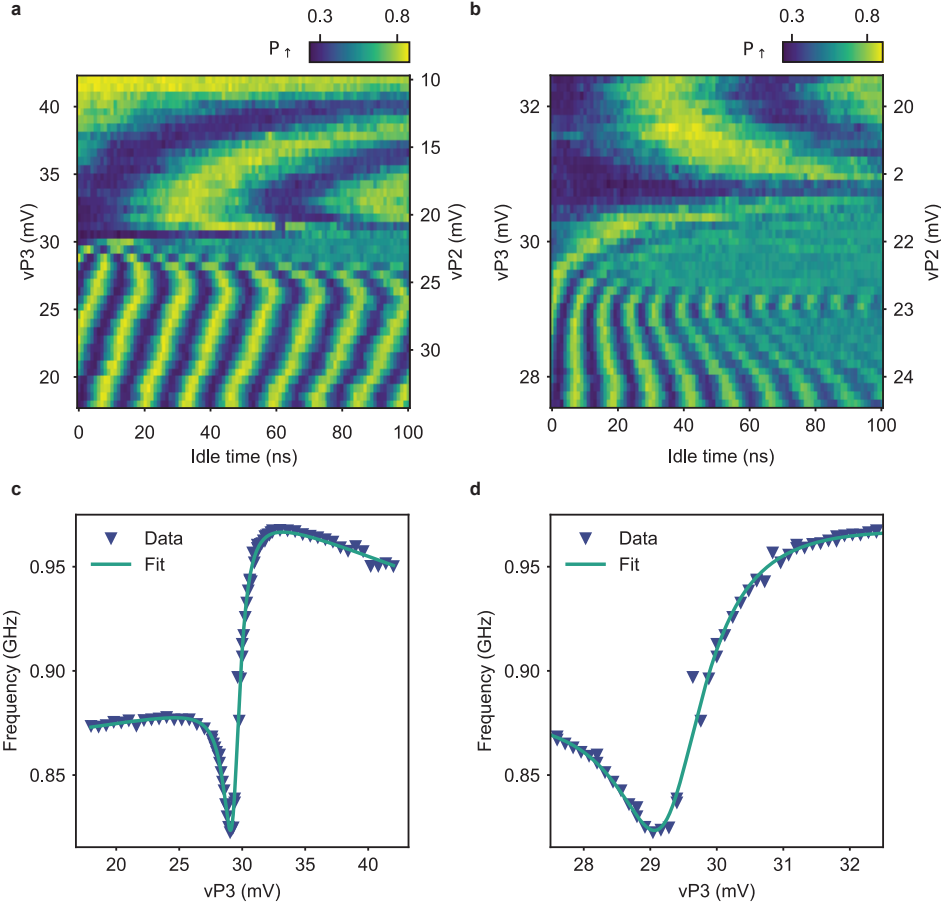 a
0.3 0.8
P↑
40
35
30
25
20
vP3 (mV)
10
15
20
25
30
vP2 (mV)
0 20 40 60 80 100
Idle time (ns)
b
0.3 0.8
P↑
32
30
28
vP3 (mV)
20
2
22
23
24
vP2 (mV)
0 20 40 60 80 100
Idle time (ns)
c
Data
Fit
0.95
0.90
0.85
Frequency (GHz)
20 25 30 35 40
vP3 (mV)
d
Data
Fit
0.95
0.90
0.85
Frequency (GHz)
28 29 30 31 32
vP3 (mV)